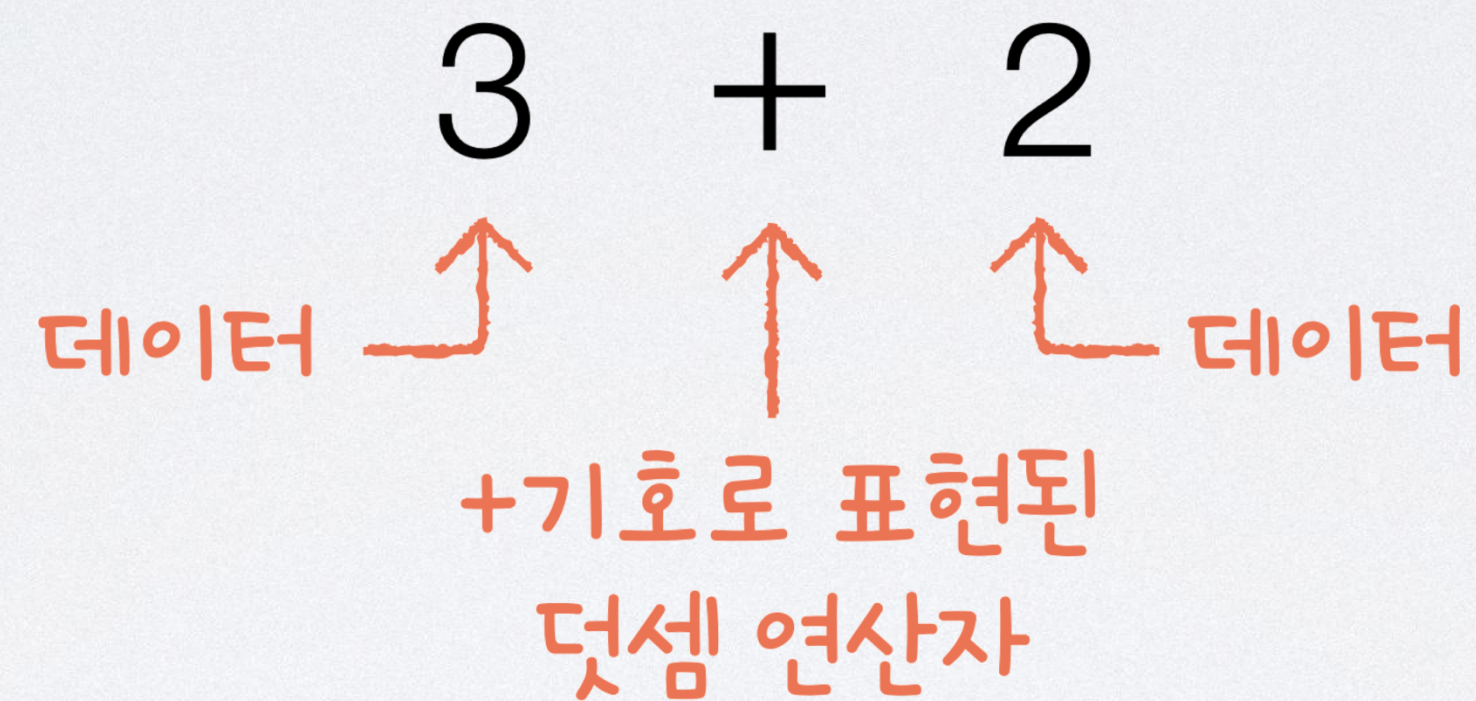 3 + 2
데이터 데이터
+기호로 표현된
덧셈 연산자